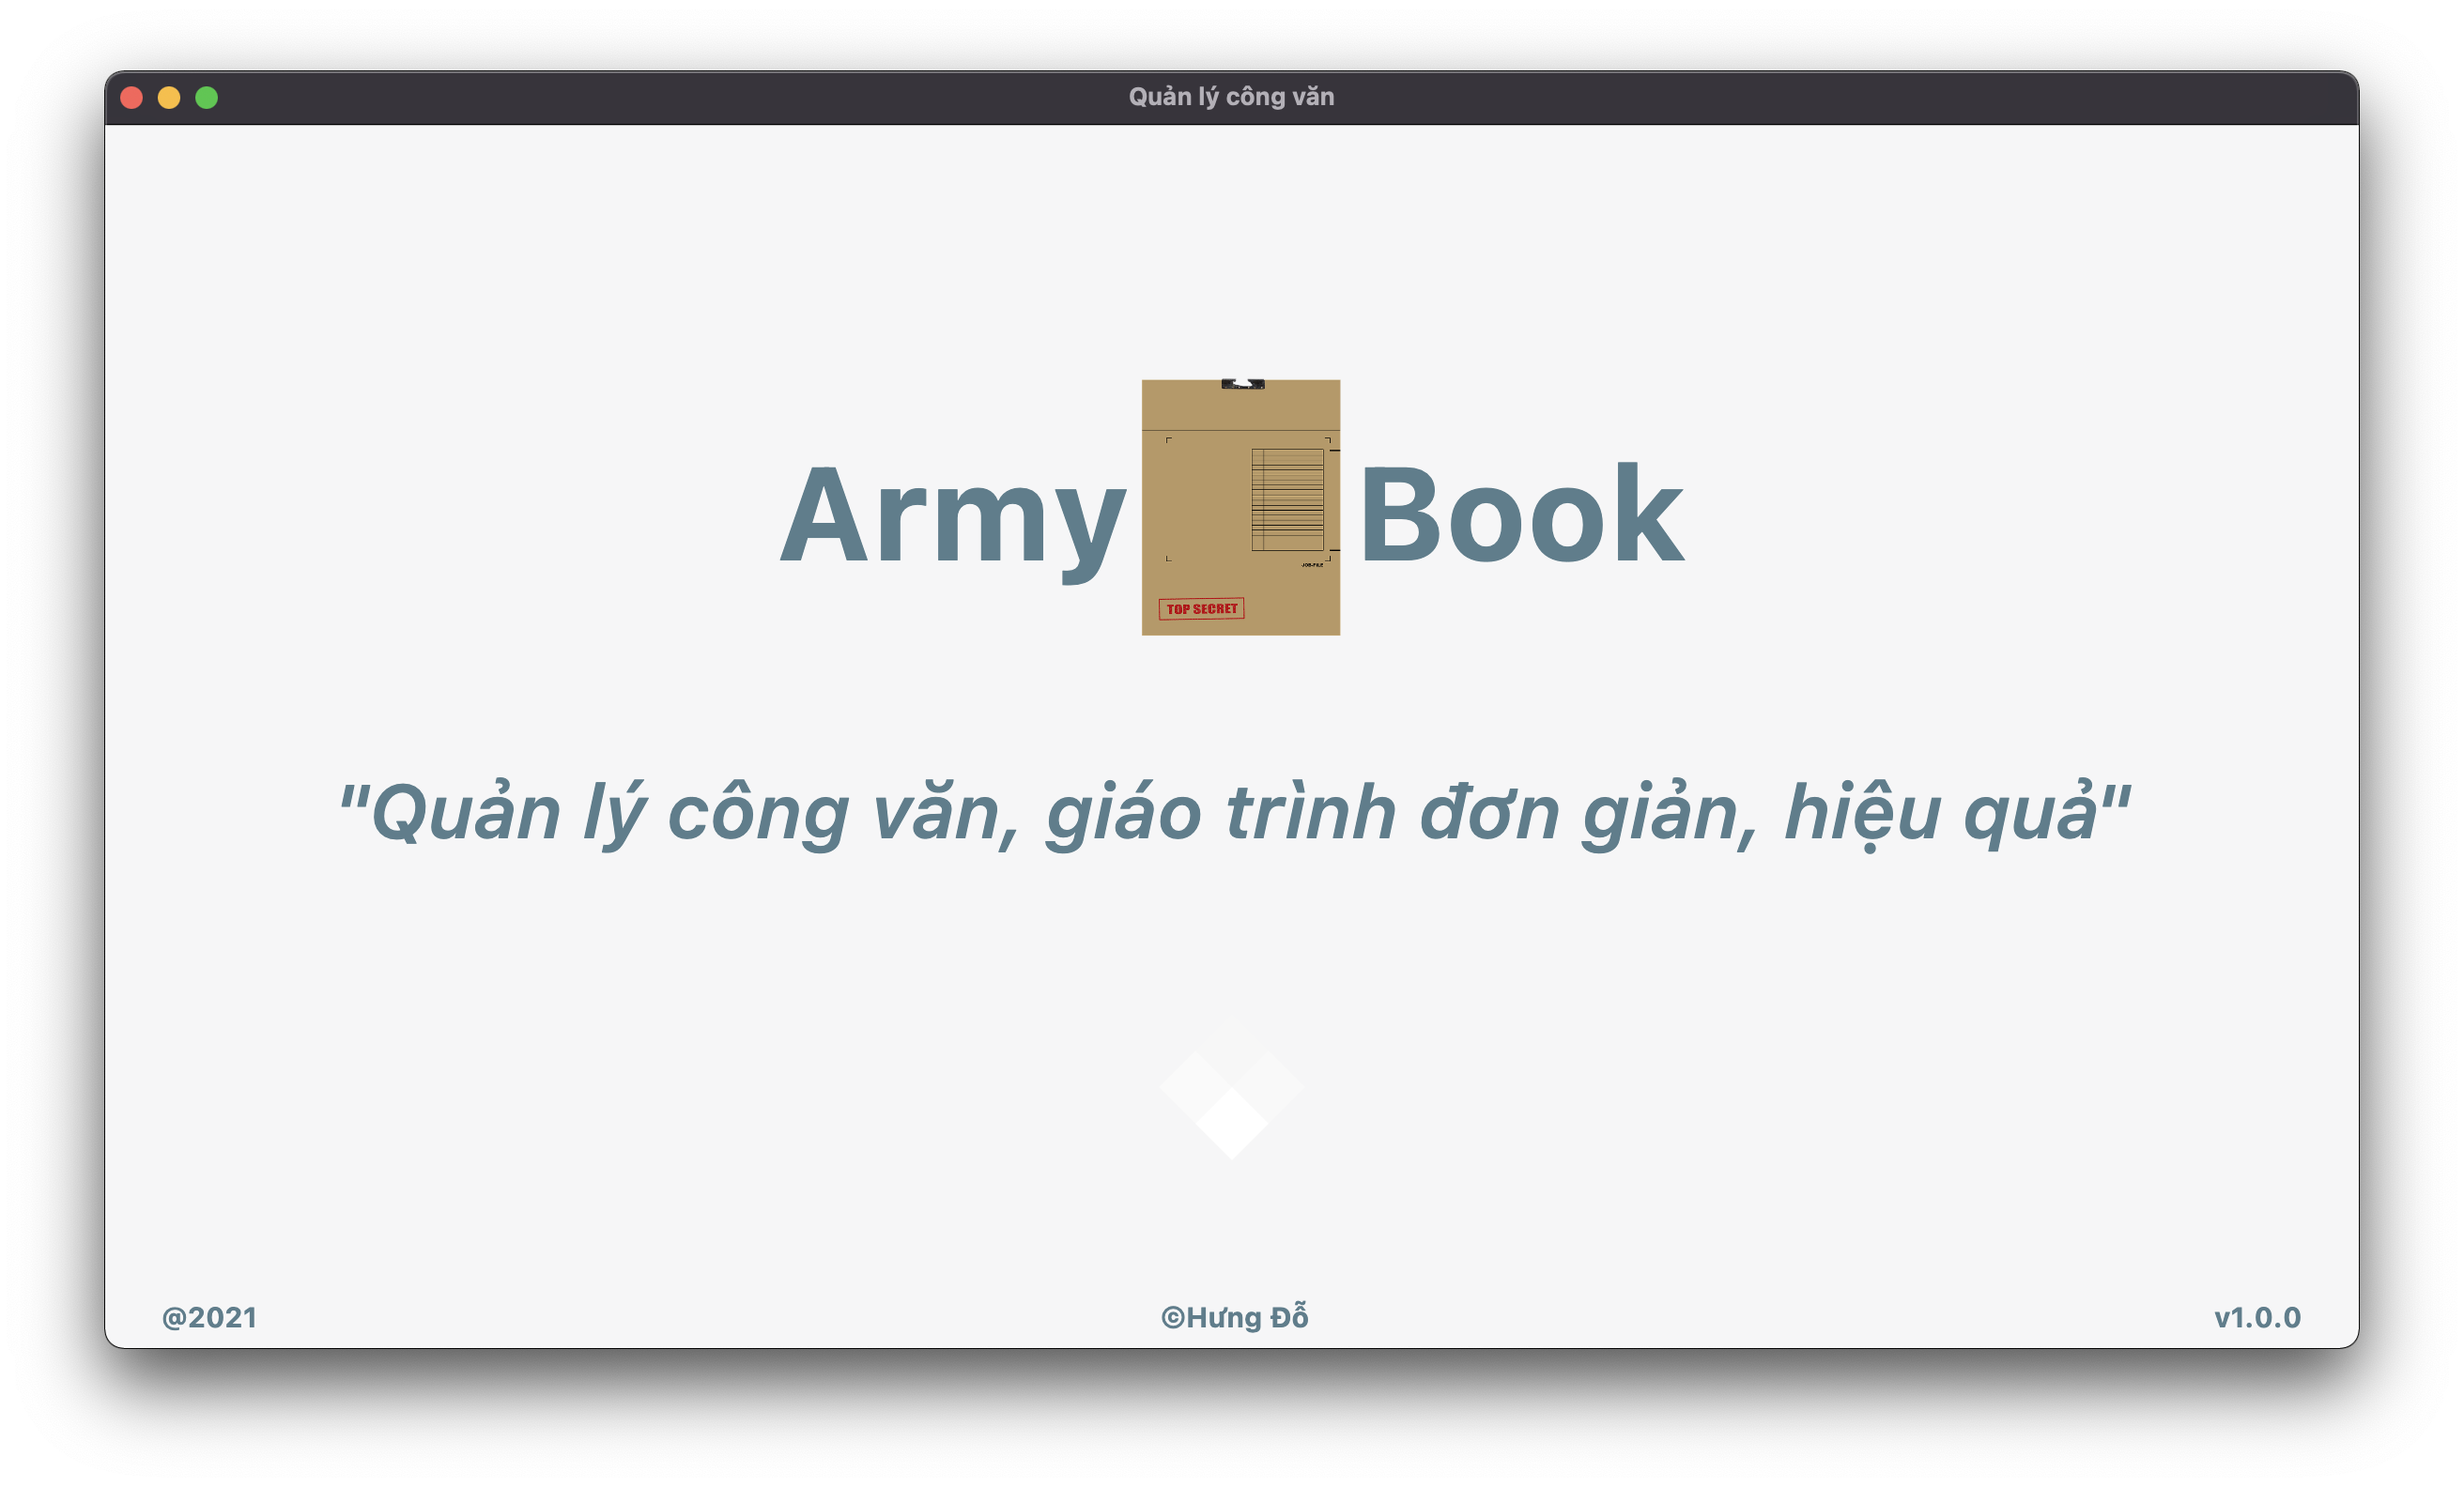 Quản lý công văn
Army Book
JOB-FILE
TOP SECRET
"Quản lý công văn, giáo trình đơn giản, hiệu quả"
@2021 ©Hưng Đỗ v1.0.0